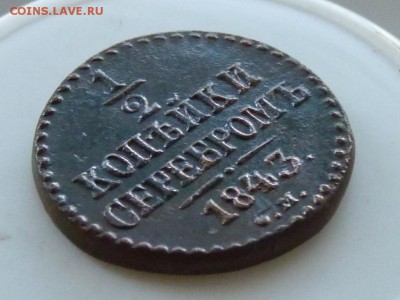 COINS.LAVE.RU
1/2
КОПѢЙКИ
СЕРЕБРОМЪ
1843.
.М.